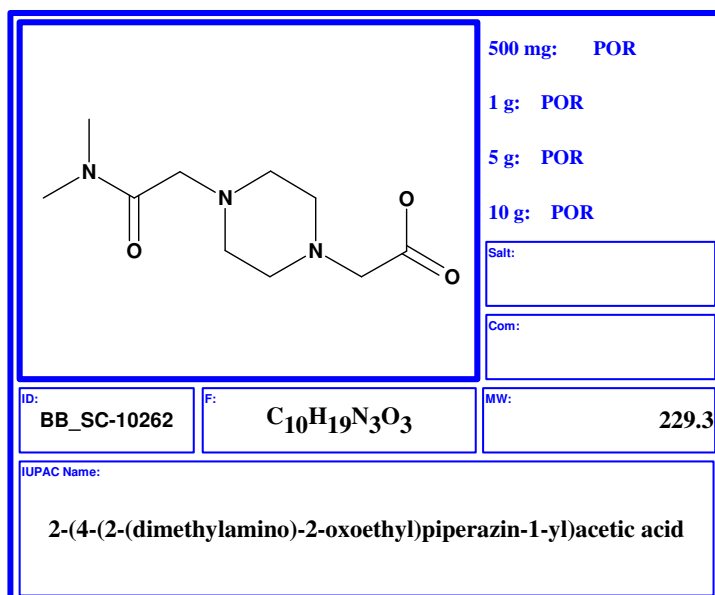 500 mg: POR
1 g: POR
5 g: POR
10 g: POR
N
O
N
N
O
O
Salt:
Com:
ID:
BB_SC-10262
F:
C10H19N3O3
MW:
229.3
IUPAC Name:
2-(4-(2-(dimethylamino)-2-oxoethyl)piperazin-1-yl)acetic acid